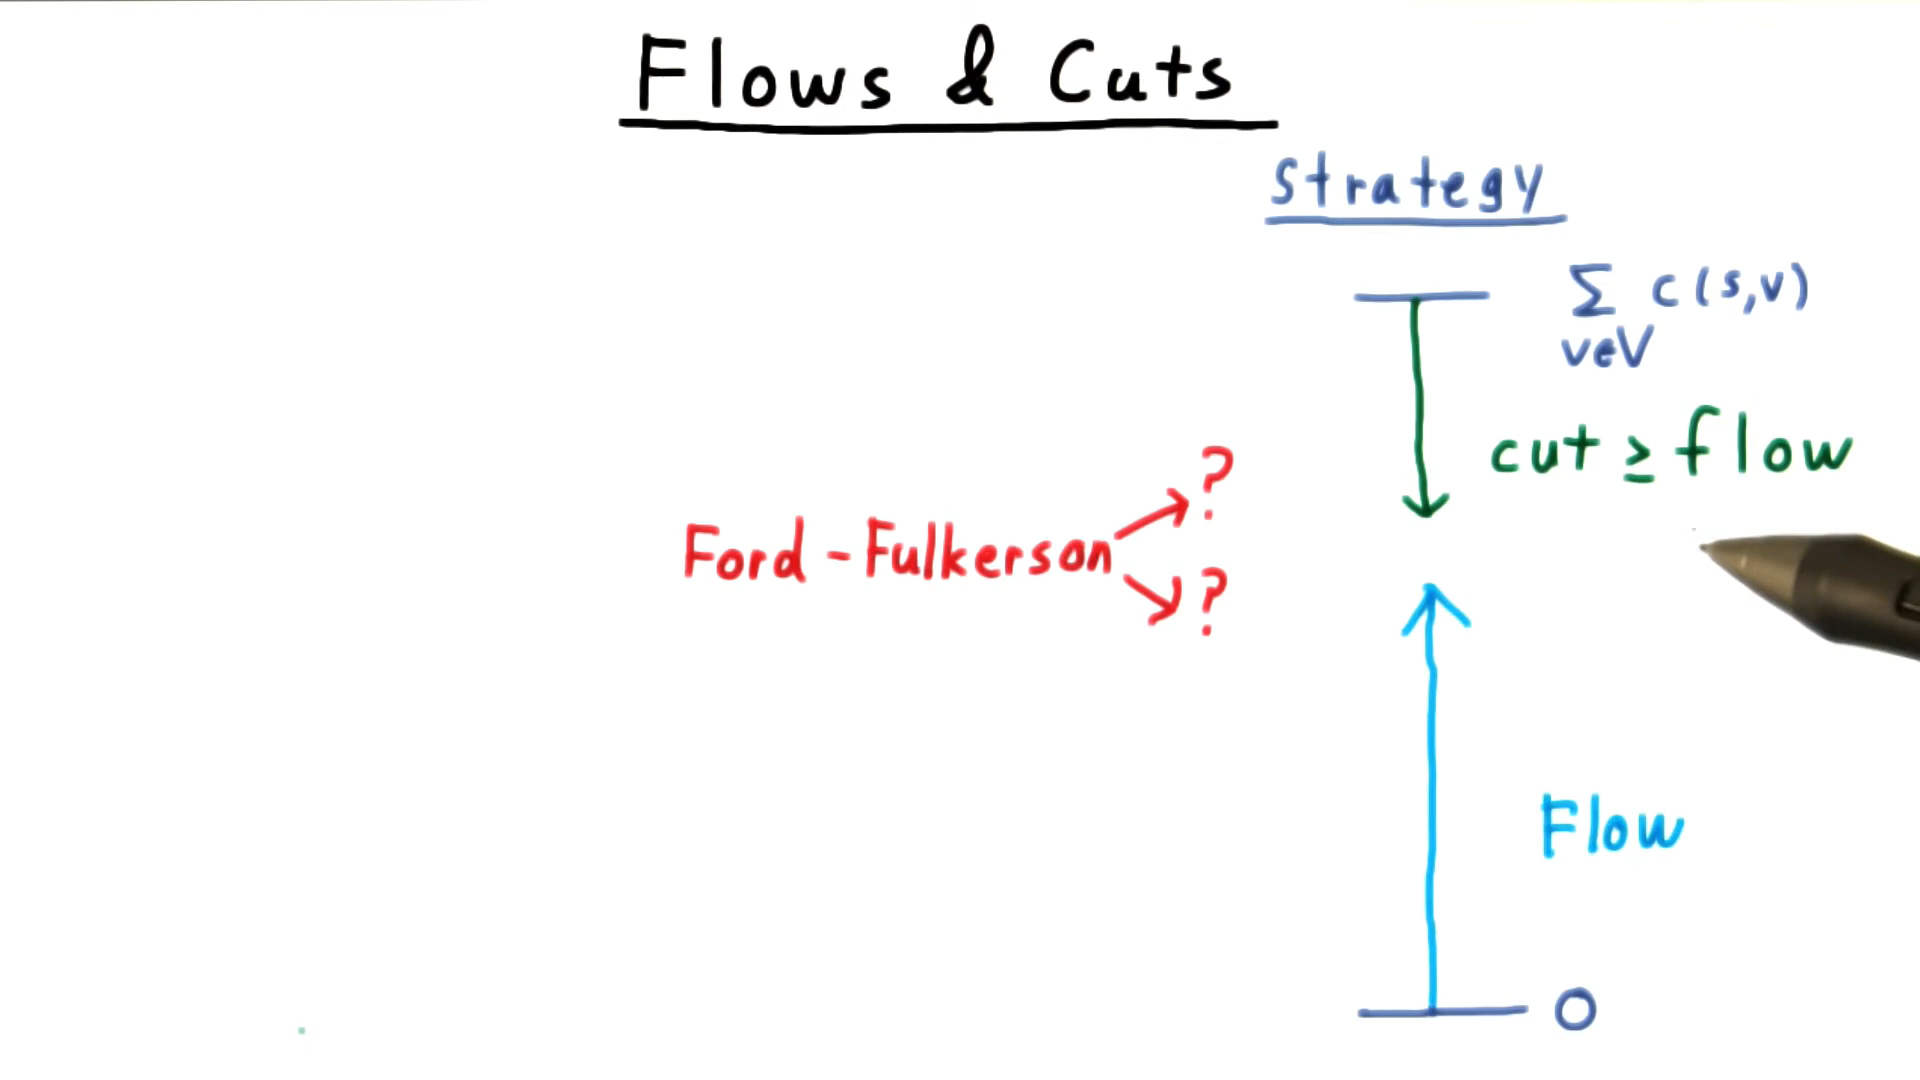 Flows & Cuts
Strategy
∑ c(s,v)
v∈V
cut ≥ flow
?
Ford-Fulkerson
?
Flow
0